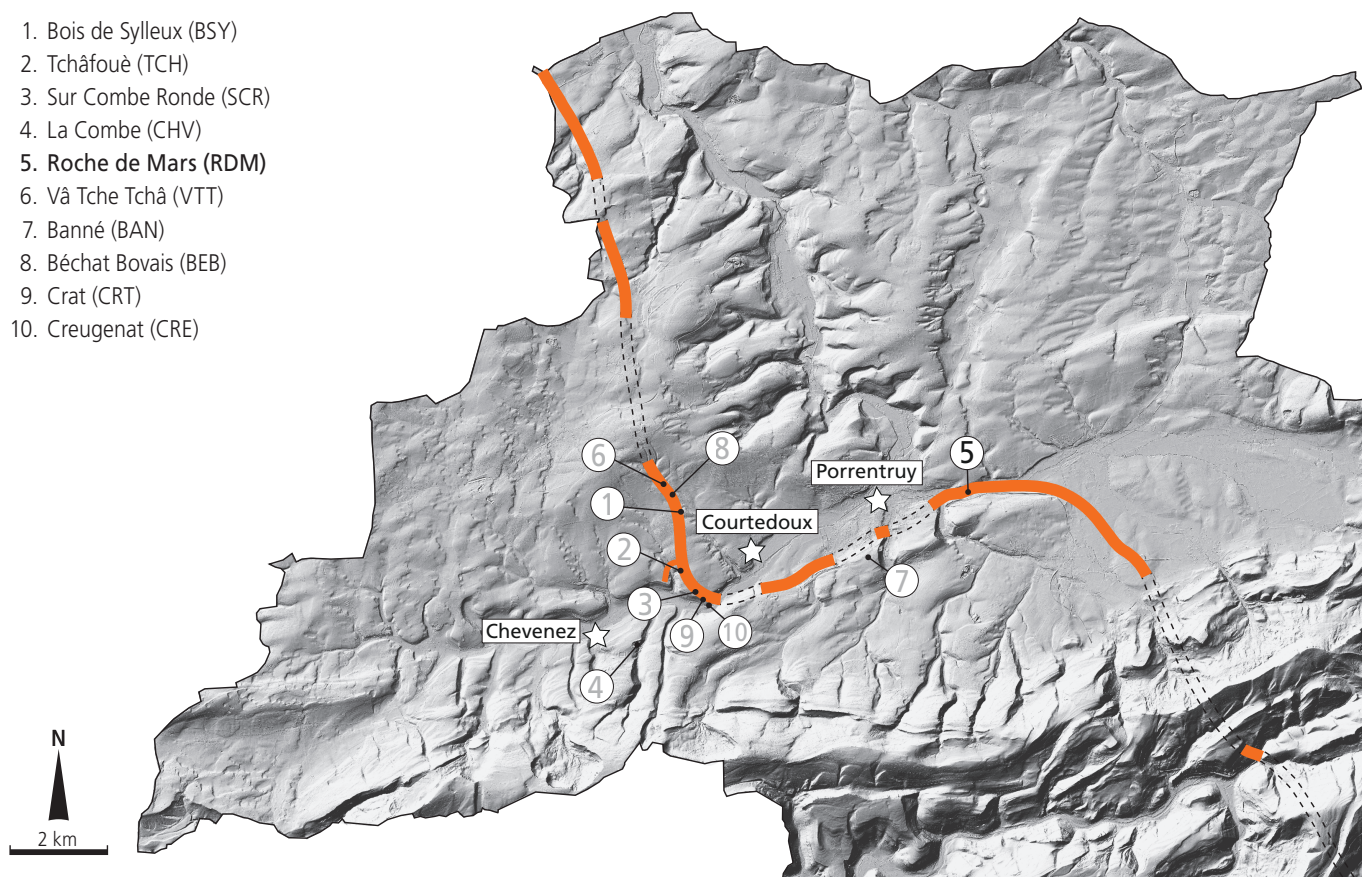 1. Bois de Sylleux (BSY)
2. Tchâfouè (TCH)
3. Sur Combe Ronde (SCR)
4. La Combe (CHV)
5. Roche de Mars (RDM)
6. Vâ Tche Tchâ (VTT)
7. Banné (BAN)
8. Béchat Bovais (BEB)
9. Crat (CRT)
10. Creugenat (CRE)
5
6
8
Porrentruy
1
Courtedoux
2
7
3
Chevenez
9
10
4
N
2 km